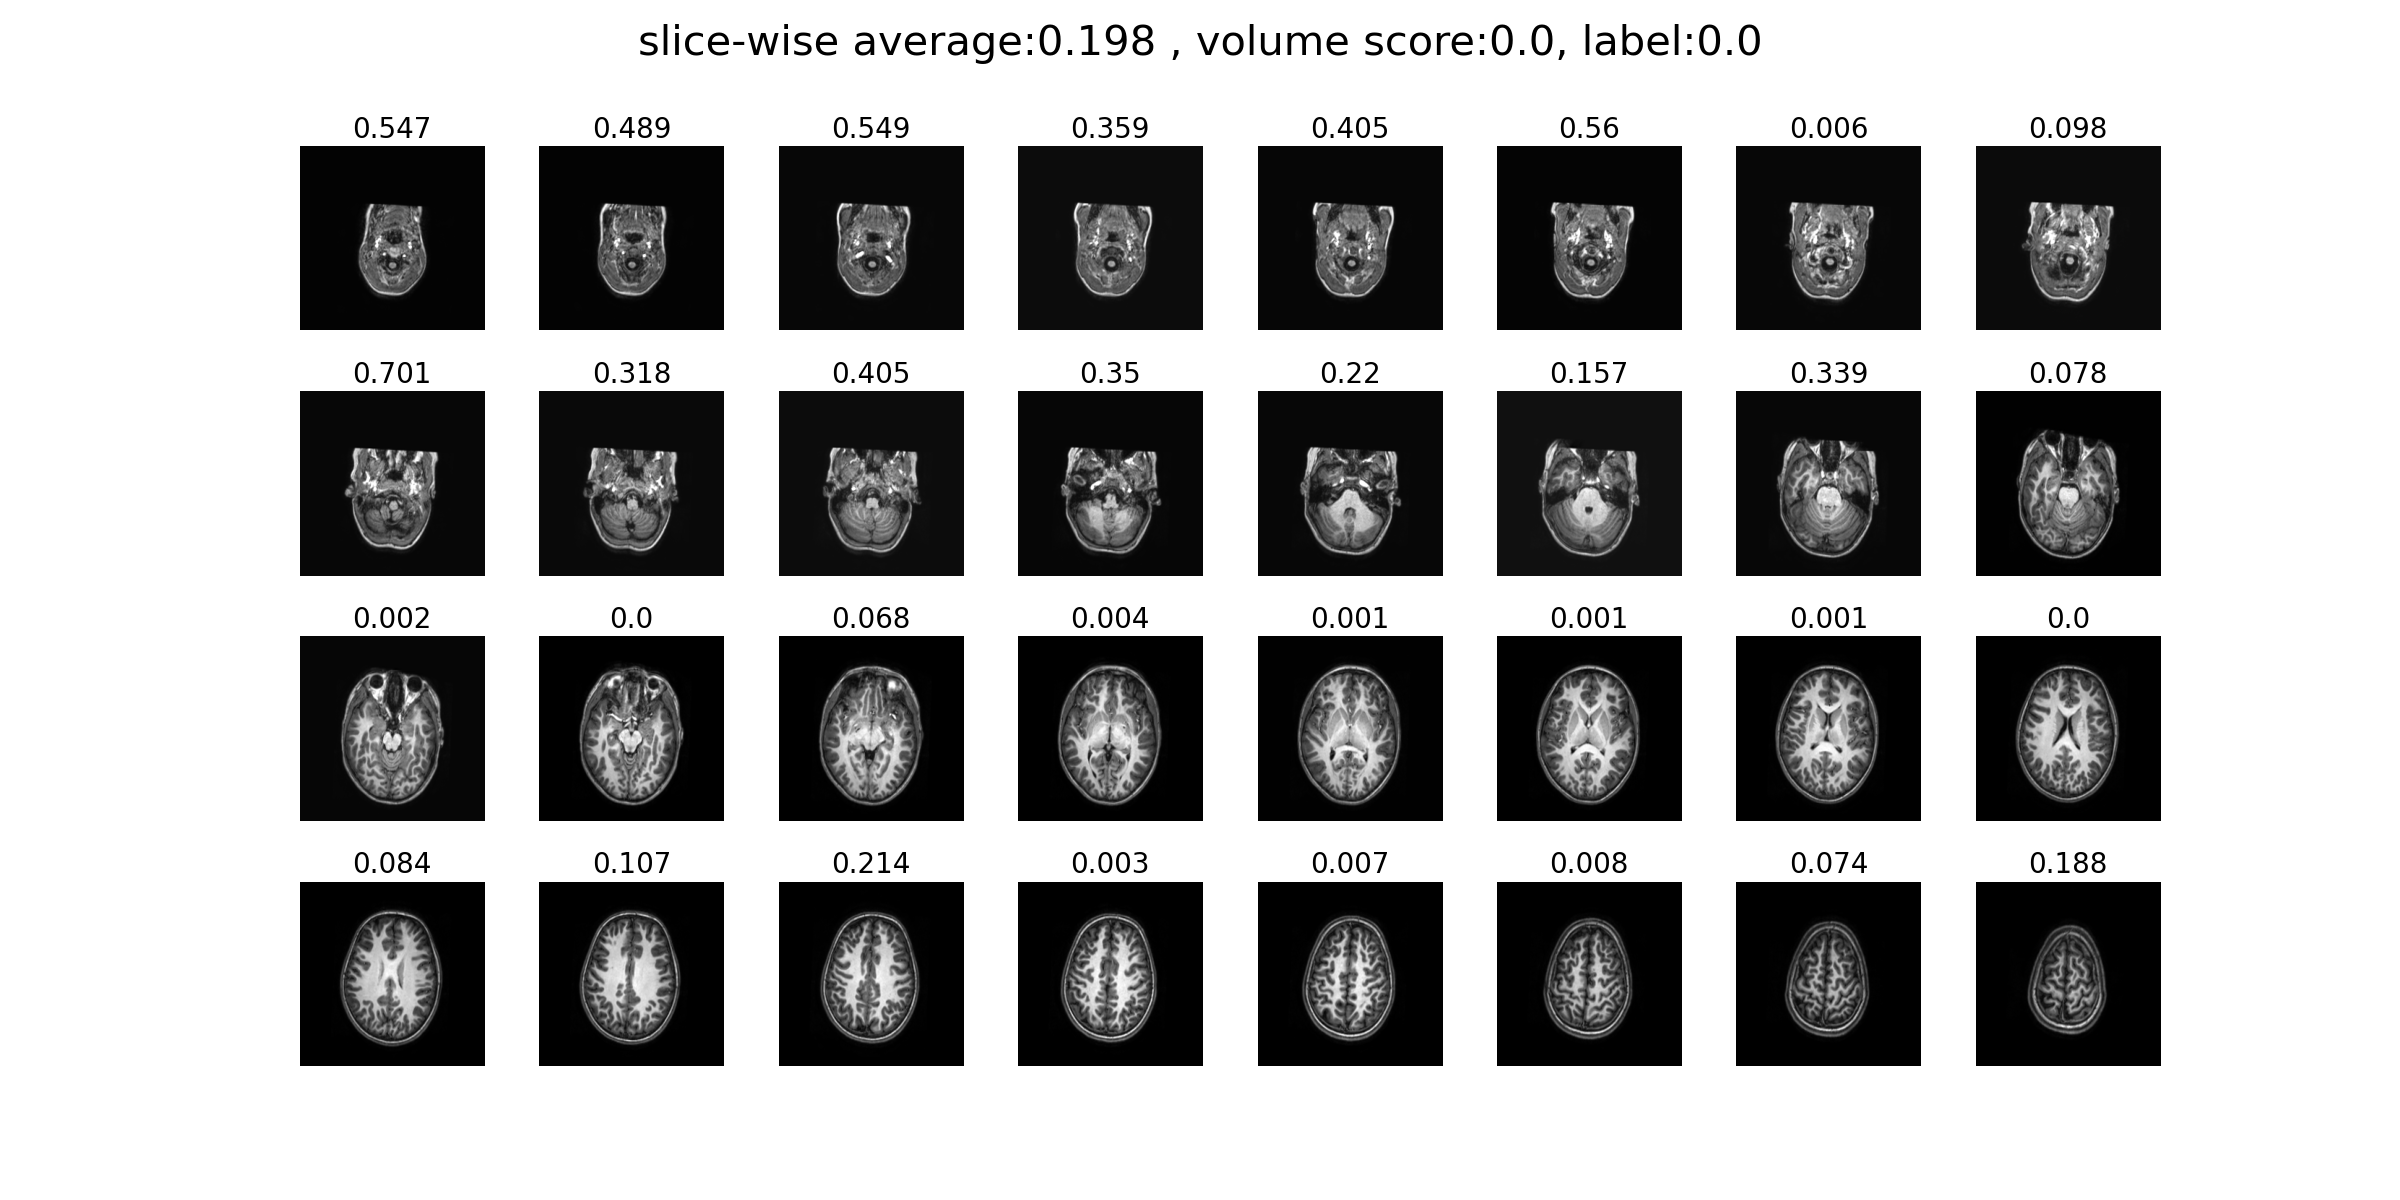 slice-wise average:0.198 , volume score:0.0, label:0.0
0.547 0.489 0.549 0.359 0.405 0.56 0.006 0.098
0.701 0.318 0.405 0.35 0.22 0.157 0.339 0.078
0.002 0.0 0.068 0.004 0.001 0.001 0.001 0.0
0.084 0.107 0.214 0.003 0.007 0.008 0.074 0.188